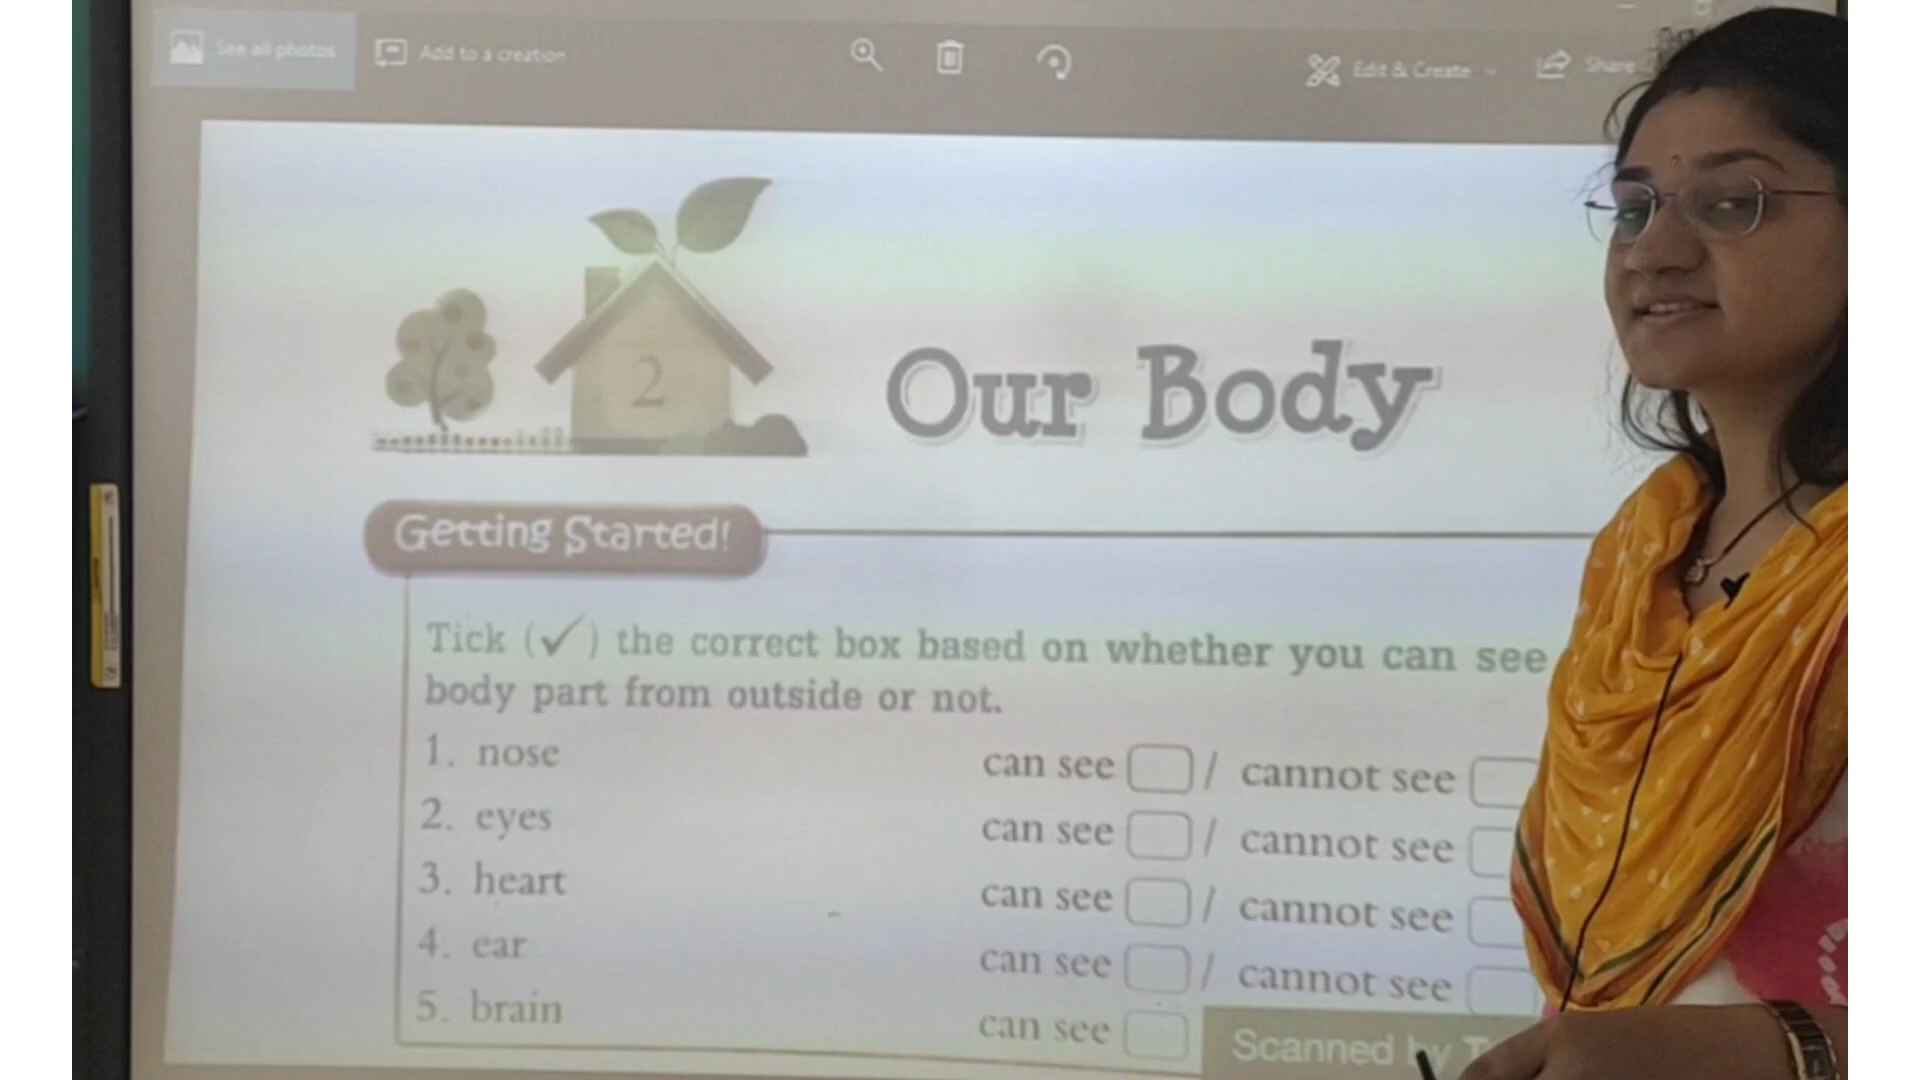 See all photos
Add to a creation
Edit & Create
Share
2
Our Body
Getting Started!
Tick (✓) the correct box based on whether you can see
body part from outside or not.
1. nose can see / cannot see
2. eyes can see / cannot see
3. heart can see / cannot see
4. ear can see / cannot see
5. brain can see
Scanned by